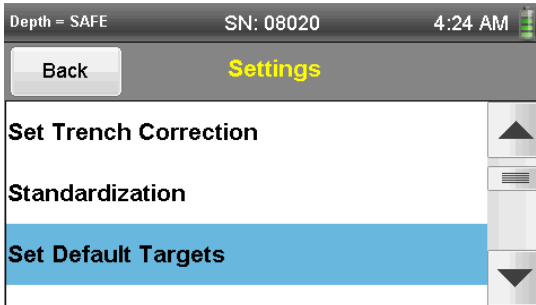 Depth = SAFE SN: 08020 4:24 AM
Back Settings
Set Trench Correction
Standardization
Set Default Targets